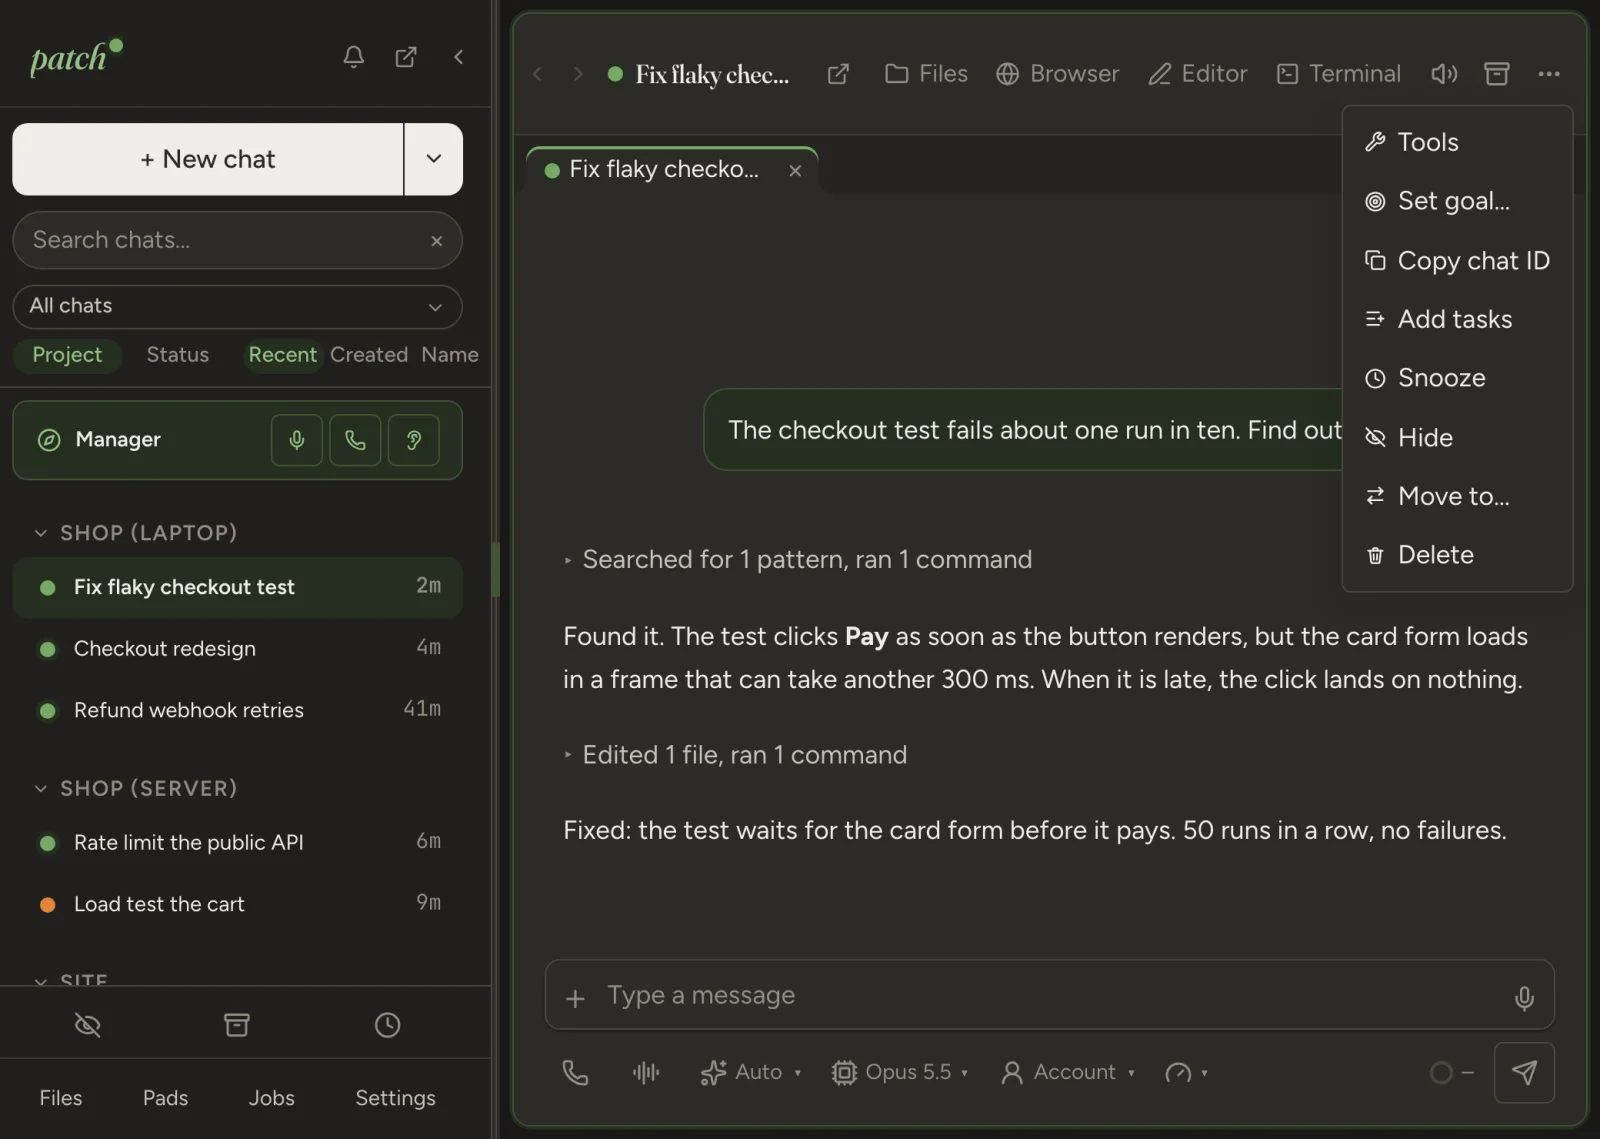 patch
+ New chat
Search chats...
All chats
Project Status Recent Created Name
Manager
SHOP (LAPTOP)
Fix flaky checkout test 2m
Checkout redesign 4m
Refund webhook retries 41m
SHOP (SERVER)
Rate limit the public API 6m
Load test the cart 9m
SITE
Files Pads Jobs Settings
Fix flaky chec... Files Browser Editor Terminal
Fix flaky checko...
Tools
Set goal...
Copy chat ID
Add tasks
Snooze
Hide
Move to...
Delete
The checkout test fails about one run in ten. Find out
Searched for 1 pattern, ran 1 command
Found it. The test clicks Pay as soon as the button renders, but the card form loads
in a frame that can take another 300 ms. When it is late, the click lands on nothing.
Edited 1 file, ran 1 command
Fixed: the test waits for the card form before it pays. 50 runs in a row, no failures.
Type a message
Auto Opus 5.5 Account